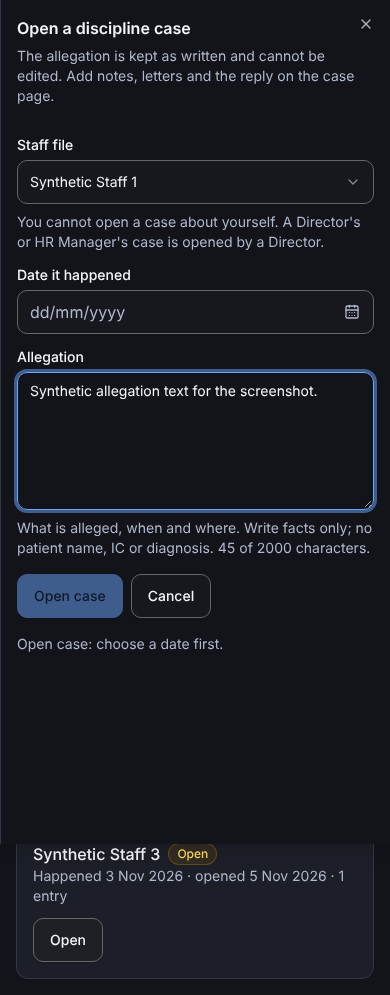 Open a discipline case
The allegation is kept as written and cannot be
edited. Add notes, letters and the reply on the case
page.
Staff file
Synthetic Staff 1
You cannot open a case about yourself. A Director's
or HR Manager's case is opened by a Director.
Date it happened
dd/mm/yyyy
Allegation
Synthetic allegation text for the screenshot.
What is alleged, when and where. Write facts only; no
patient name, IC or diagnosis. 45 of 2000 characters.
Open case
Cancel
Open case: choose a date first.
Synthetic Staff 3 Open
Happened 3 Nov 2026 · opened 5 Nov 2026 · 1
entry
Open